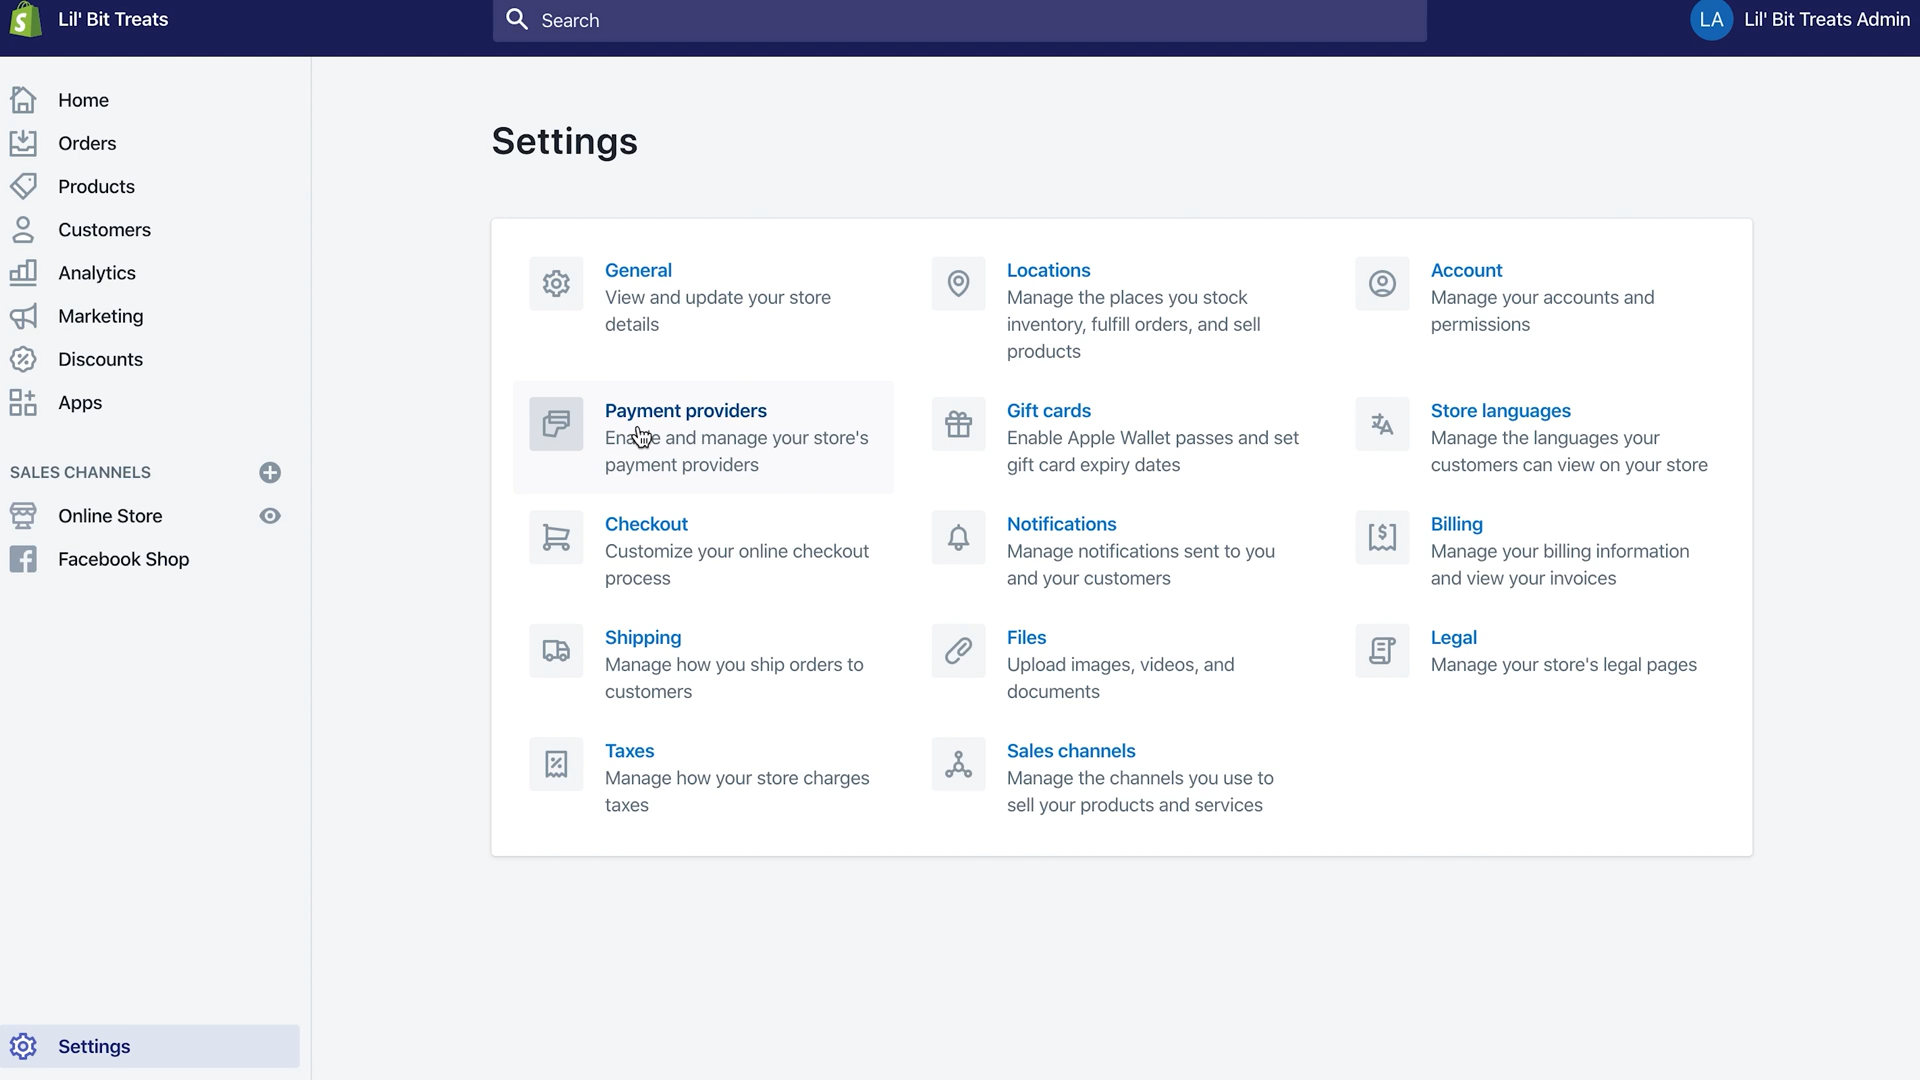 Lil' Bit Treats
Search
LA Lil' Bit Treats Admin
Home
Orders
Products
Customers
Analytics
Marketing
Discounts
Apps
SALES CHANNELS
Online Store
Facebook Shop
Settings
Settings
General
View and update your store
details
Locations
Manage the places you stock
inventory, fulfill orders, and sell
products
Account
Manage your accounts and
permissions
Payment providers
and manage your store's
payment providers
Gift cards
Enable Apple Wallet passes and set
gift card expiry dates
Store languages
Manage the languages your
customers can view on your store
Checkout
Customize your online checkout
process
Notifications
Manage notifications sent to you
and your customers
Billing
Manage your billing information
and view your invoices
Shipping
Manage how you ship orders to
customers
Files
Upload images, videos, and
documents
Legal
Manage your store's legal pages
Taxes
Manage how your store charges
taxes
Sales channels
Manage the channels you use to
sell your products and services